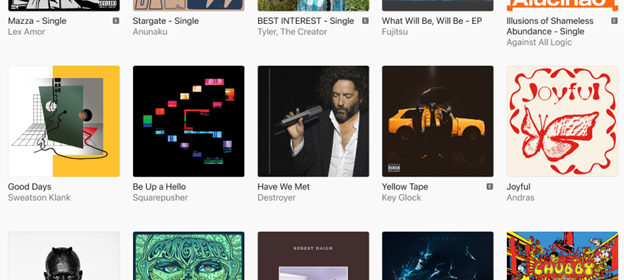 Alucinao
Mazza - Single E
Lex Amor
Stargate - Single
Anunaku
BEST INTEREST - Single E
Tyler, The Creator
What Will Be, Will Be - EP
Fujitsu
Illusions of Shameless E
Abundance - Single
Against All Logic
Joyful
Good Days
Sweatson Klank
Be Up a Hello
Squarepusher
Have We Met
Destroyer
Yellow Tape E
Key Glock
Joyful
Andras
ROBERT HAIGH
CHUBBY